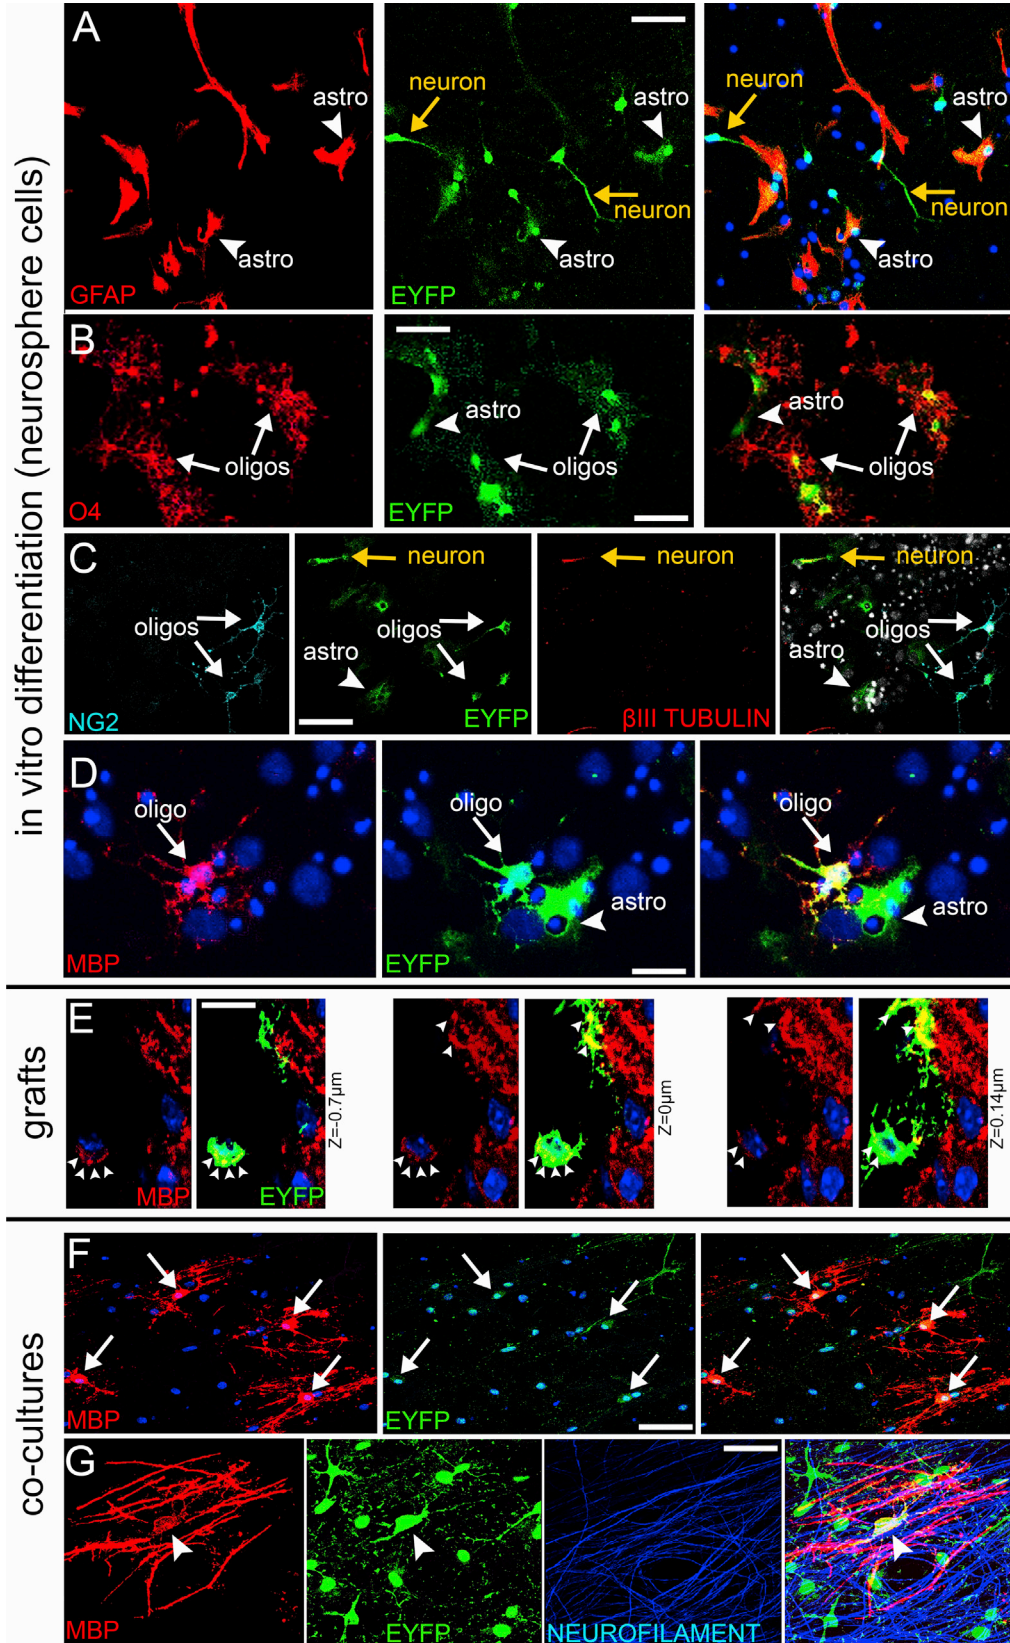 in vitro differentiation (neurosphere cells)
A
astro
astro
GFAP
neuron
astro
neuron
astro
EYFP
neuron
astro
neuron
astro
B
oligos
O4
astro
oligos
EYFP
astro
oligos
C
oligos
NG2
neuron
oligos
astro
EYFP
neuron
βIII TUBULIN
oligos
astro
D
oligo
MBP
oligo
astro
EYFP
oligo
astro
grafts
E
MBP
EYFP
Z=-0.7µm
Z=0µm
Z=0.14µm
co-cultures
F
MBP
EYFP
G
MBP
EYFP
NEUROFILAMENT